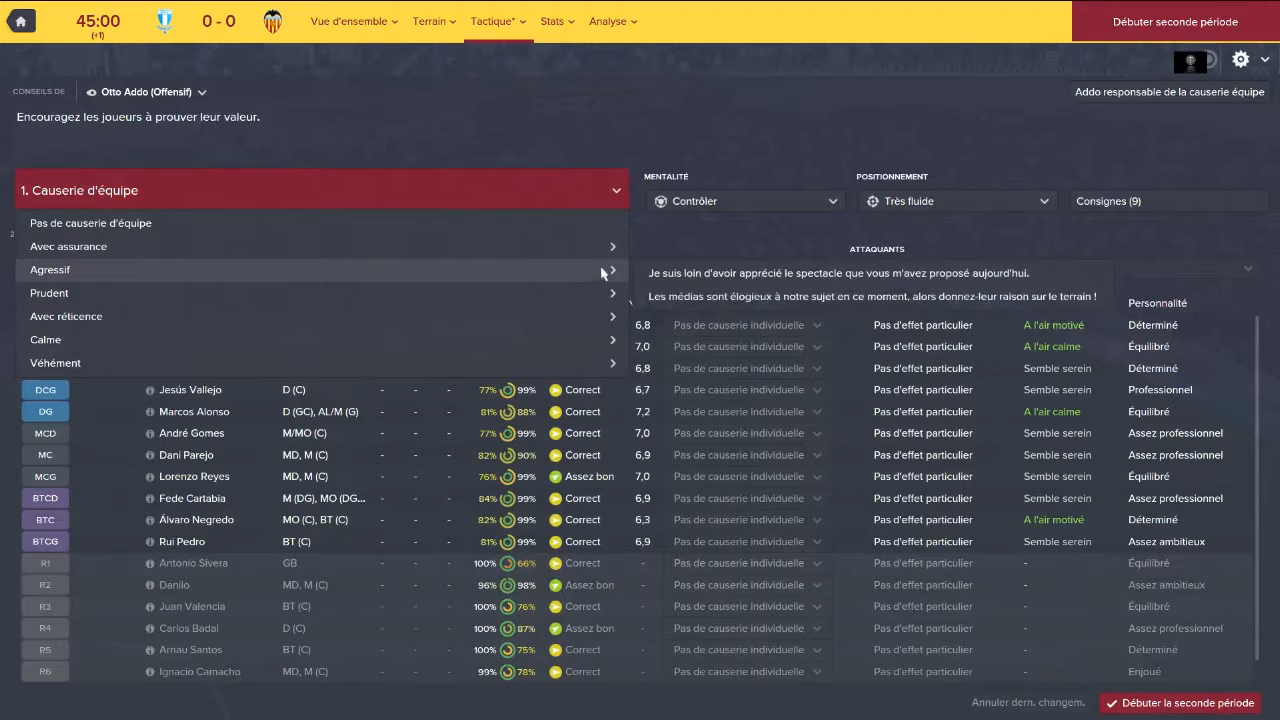 45:00 0 - 0 Vue d'ensemble Terrain Tactique* Stats Analyse Débuter seconde période
(+1)
CONSEILS DE Otto Addo (Offensif) Addo responsable de la causerie équipe
Encouragez les joueurs à prouver leur valeur.
MENTALITÉ POSITIONNEMENT
1. Causerie d'équipe Contrôler Très fluide Consignes (9)
Pas de causerie d'équipe
2
Avec assurance ATTAQUANTS
Agressif Je suis loin d'avoir apprécié le spectacle que vous m'avez proposé aujourd'hui.
Prudent Les médias sont élogieux à notre sujet en ce moment, alors donnez-leur raison sur le terrain ! Personnalité
Avec réticence 6,8 Pas de causerie individuelle Pas d'effet particulier A l'air motivé Déterminé
Calme 7,0 Pas de causerie individuelle Pas d'effet particulier A l'air calme Équilibré
Véhément 6,8 Pas de causerie individuelle Pas d'effet particulier Semble serein Déterminé
DCG Jesús Vallejo D (C) - - - 77% 99% Correct 6,7 Pas de causerie individuelle Pas d'effet particulier Semble serein Professionnel
DG Marcos Alonso D (GC), AL/M (G) - - - 81% 88% Correct 7,2 Pas de causerie individuelle Pas d'effet particulier A l'air calme Équilibré
MCD André Gomes M/MO (C) - - - 77% 99% Correct 7,0 Pas de causerie individuelle Pas d'effet particulier Semble serein Assez professionnel
MC Dani Parejo MD, M (C) - - - 82% 90% Correct 6,9 Pas de causerie individuelle Pas d'effet particulier Semble serein Assez professionnel
MCG Lorenzo Reyes MD, M (C) - - - 76% 99% Assez bon 7,0 Pas de causerie individuelle Pas d'effet particulier Semble serein Équilibré
BTCD Fede Cartabia M (DG), MO (DG... - - - 84% 99% Correct 6,9 Pas de causerie individuelle Pas d'effet particulier Semble serein Assez professionnel
BTC Álvaro Negredo MO (C), BT (C) - - - 82% 99% Correct 6,3 Pas de causerie individuelle Pas d'effet particulier A l'air motivé Déterminé
BTCG Rui Pedro BT (C) - - - 81% 99% Correct 6,9 Pas de causerie individuelle Pas d'effet particulier Semble serein Assez ambitieux
R1 Antonio Sivera GB - - - 100% 66% Correct - Pas de causerie individuelle Pas d'effet particulier - Équilibré
R2 Danilo MD, M (C) - - - 96% 98% Assez bon - Pas de causerie individuelle Pas d'effet particulier - Assez ambitieux
R3 Juan Valencia BT (C) - - - 100% 76% Correct - Pas de causerie individuelle Pas d'effet particulier - Équilibré
R4 Carlos Badal D (C) - - - 100% 87% Assez bon - Pas de causerie individuelle Pas d'effet particulier - Assez professionnel
R5 Arnau Santos BT (C) - - - 100% 75% Correct - Pas de causerie individuelle Pas d'effet particulier - Déterminé
R6 Ignacio Camacho MD, M (C) - - - 99% 78% Correct - Pas de causerie individuelle Pas d'effet particulier - Enjoué
Annuler dern. changem. Débuter la seconde période